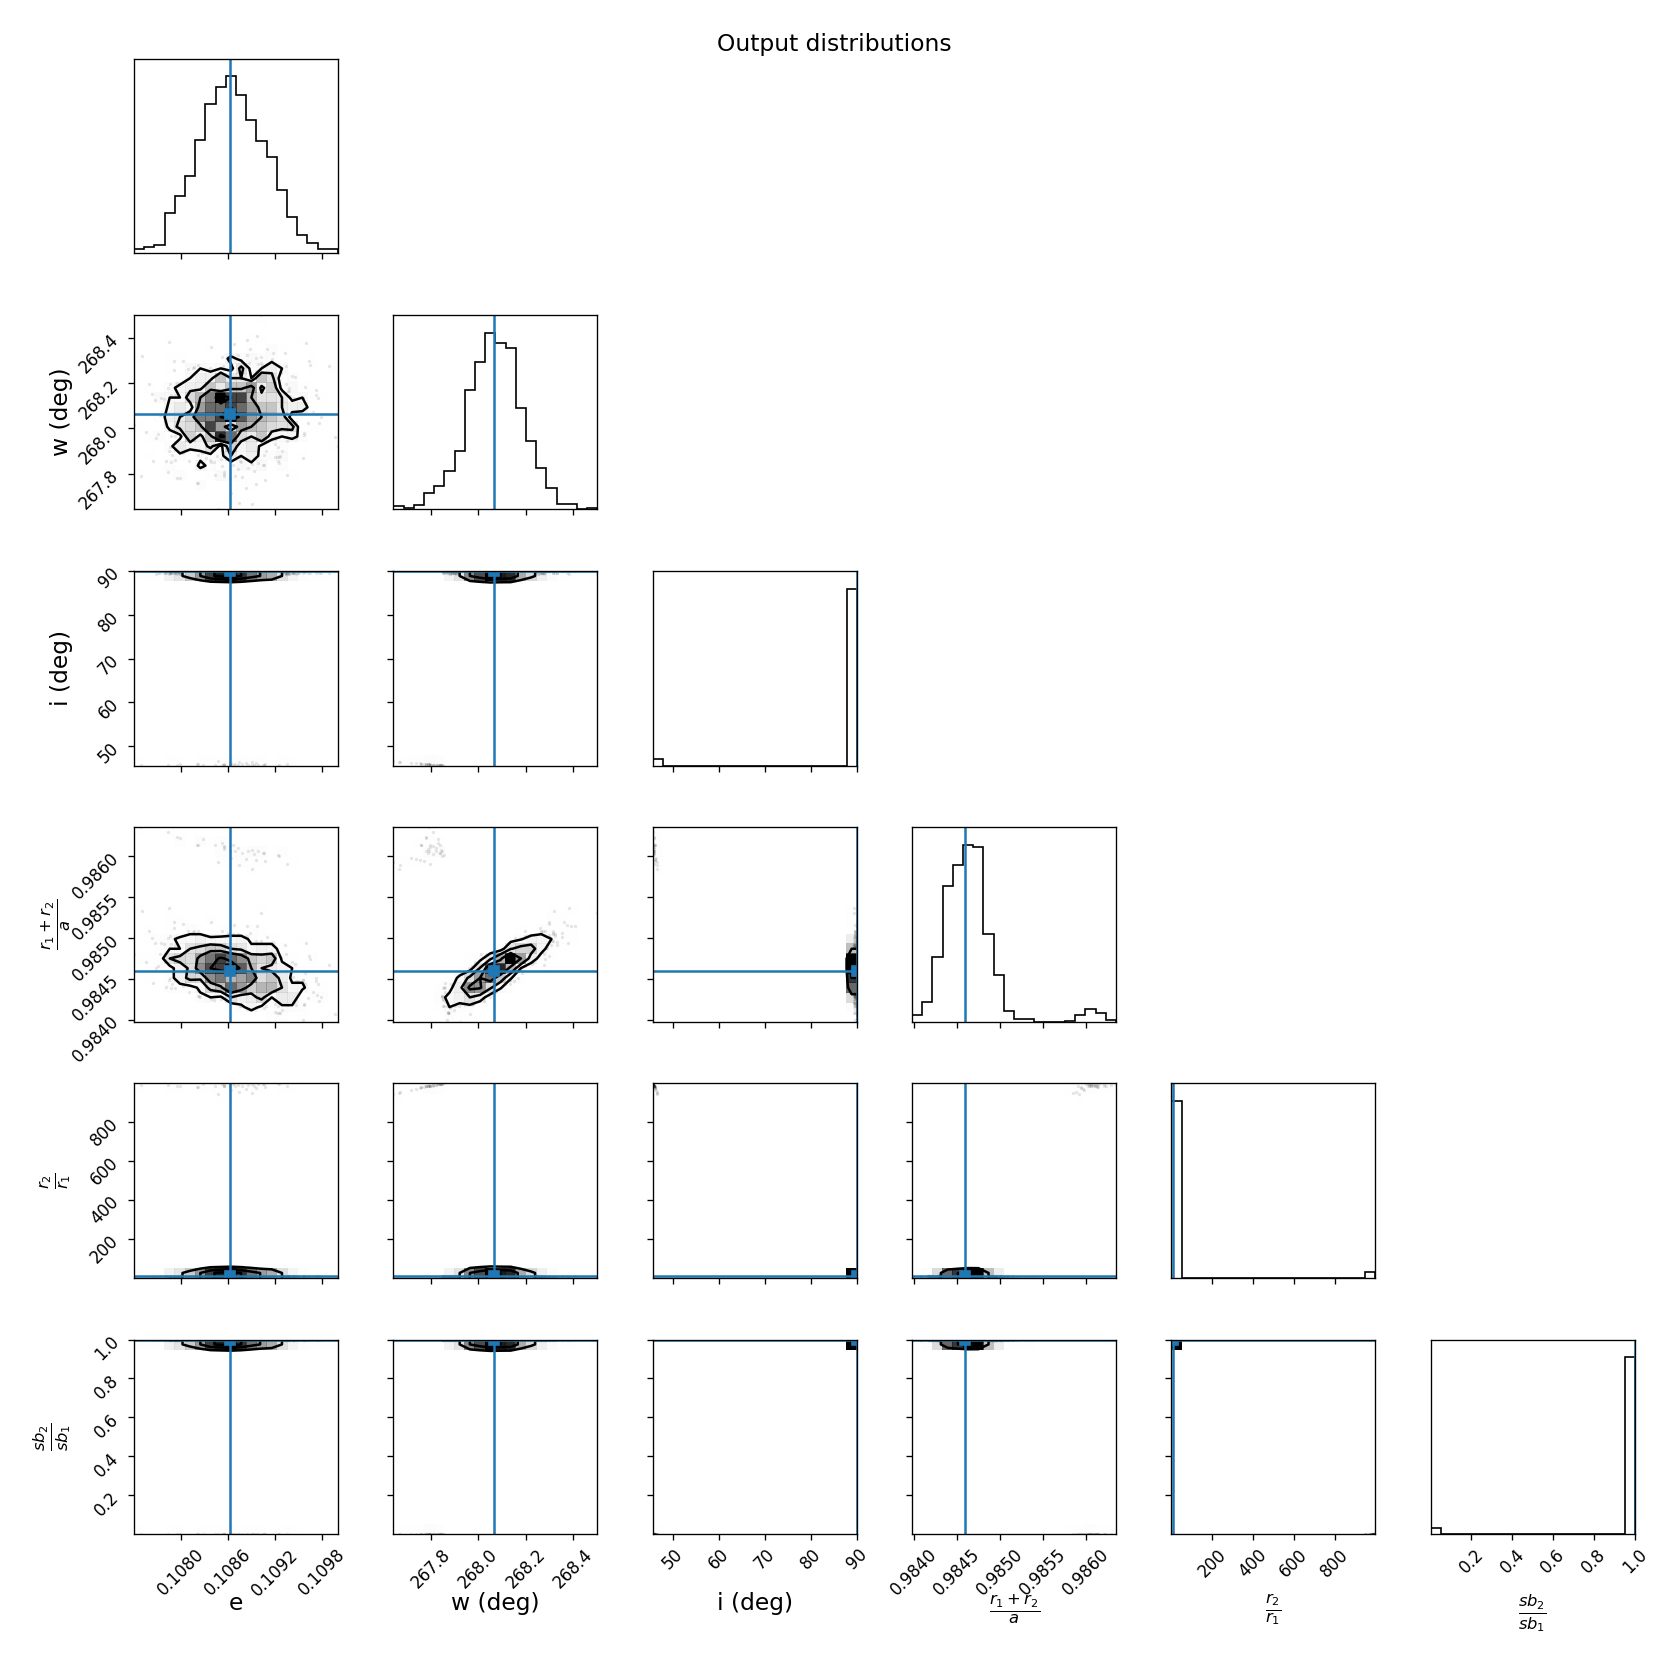 Output distributions
w (deg)
268.4
268.2
268.0
267.8
i (deg)
90
80
70
60
50
r₁ + r₂
a
0.9860
0.9855
0.9850
0.9845
0.9840
r₂
r₁
800
600
400
200
sb₂
sb₁
1.0
0.8
0.6
0.4
0.2
0.1080 0.1086 0.1092 0.1098
e
267.8 268.0 268.2 268.4
w (deg)
50 60 70 80 90
i (deg)
0.9840 0.9845 0.9850 0.9855 0.9860
r₁ + r₂
a
200 400 600 800
r₂
r₁
0.2 0.4 0.6 0.8 1.0
sb₂
sb₁